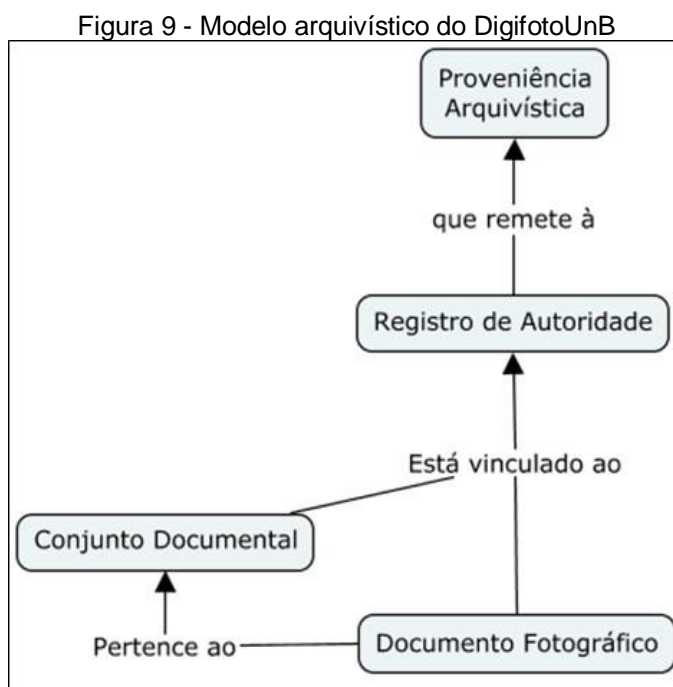 Figura 9 - Modelo arquivístico do DigifotoUnB
Proveniência
Arquivística
que remete à
Registro de Autoridade
Está vinculado ao
Conjunto Documental
Pertence ao
Documento Fotográfico